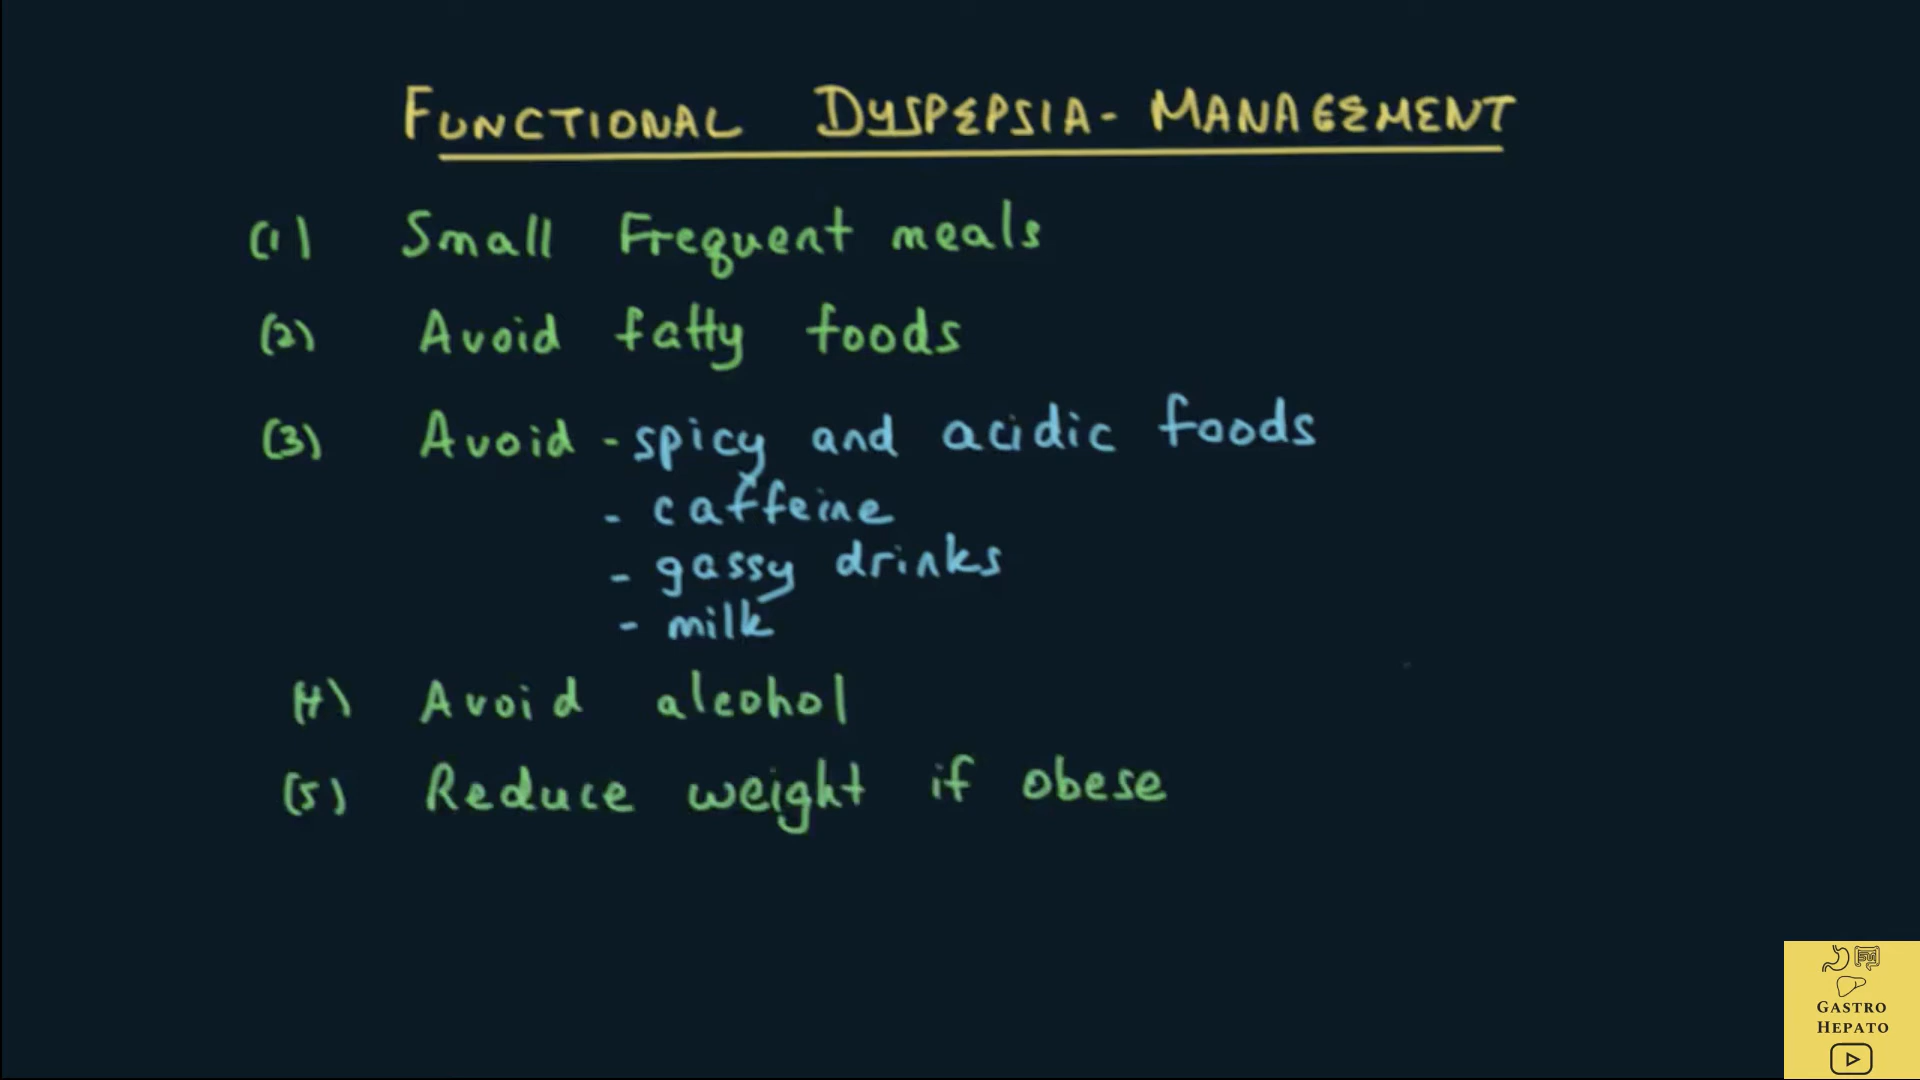 FUNCTIONAL DYSPEPSIA - MANAGEMENT
(1) Small Frequent meals
(2) Avoid fatty foods
(3) Avoid - spicy and acidic foods
- caffeine
- gassy drinks
- milk
(4) Avoid alcohol
(5) Reduce weight if obese
GASTRO
HEPATO